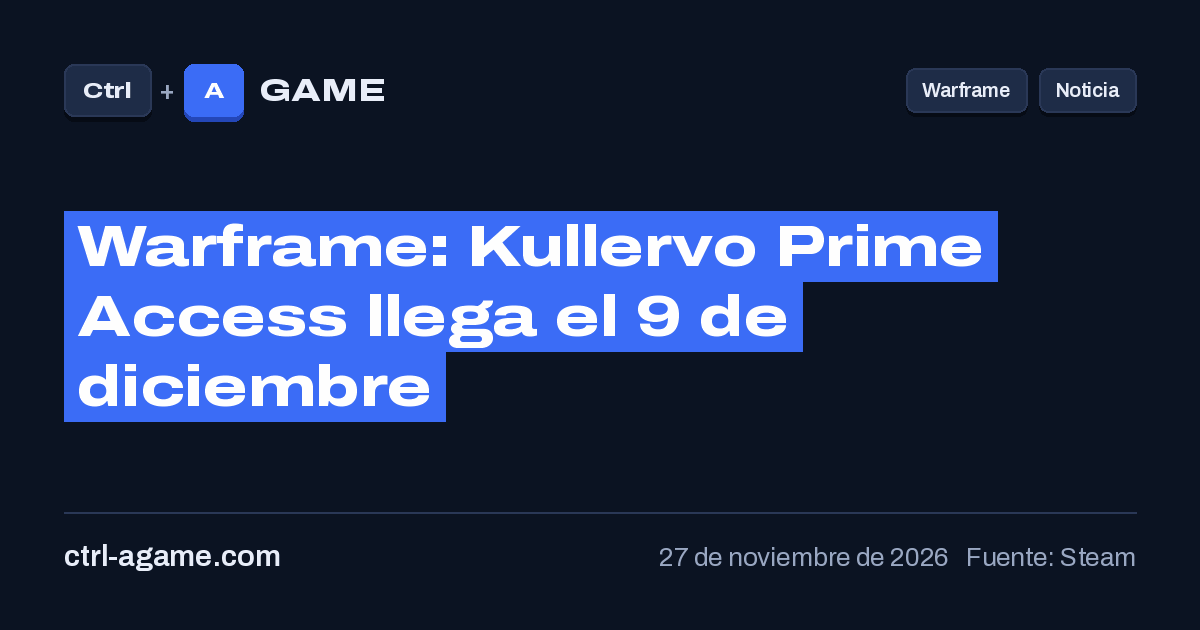 Ctrl + A GAME
Warframe Noticia
Warframe: Kullervo Prime
Access llega el 9 de
diciembre
ctrl-agame.com
27 de noviembre de 2026 Fuente: Steam